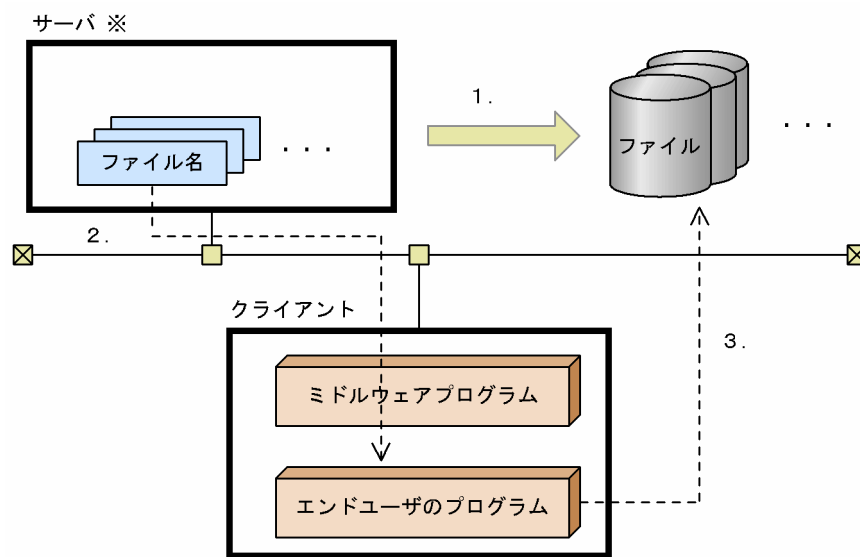 サーバ ※
1.
ファイル名
. . .
ファイル
. . .
2.
クライアント
ミドルウェアプログラム
3.
エンドユーザのプログラム